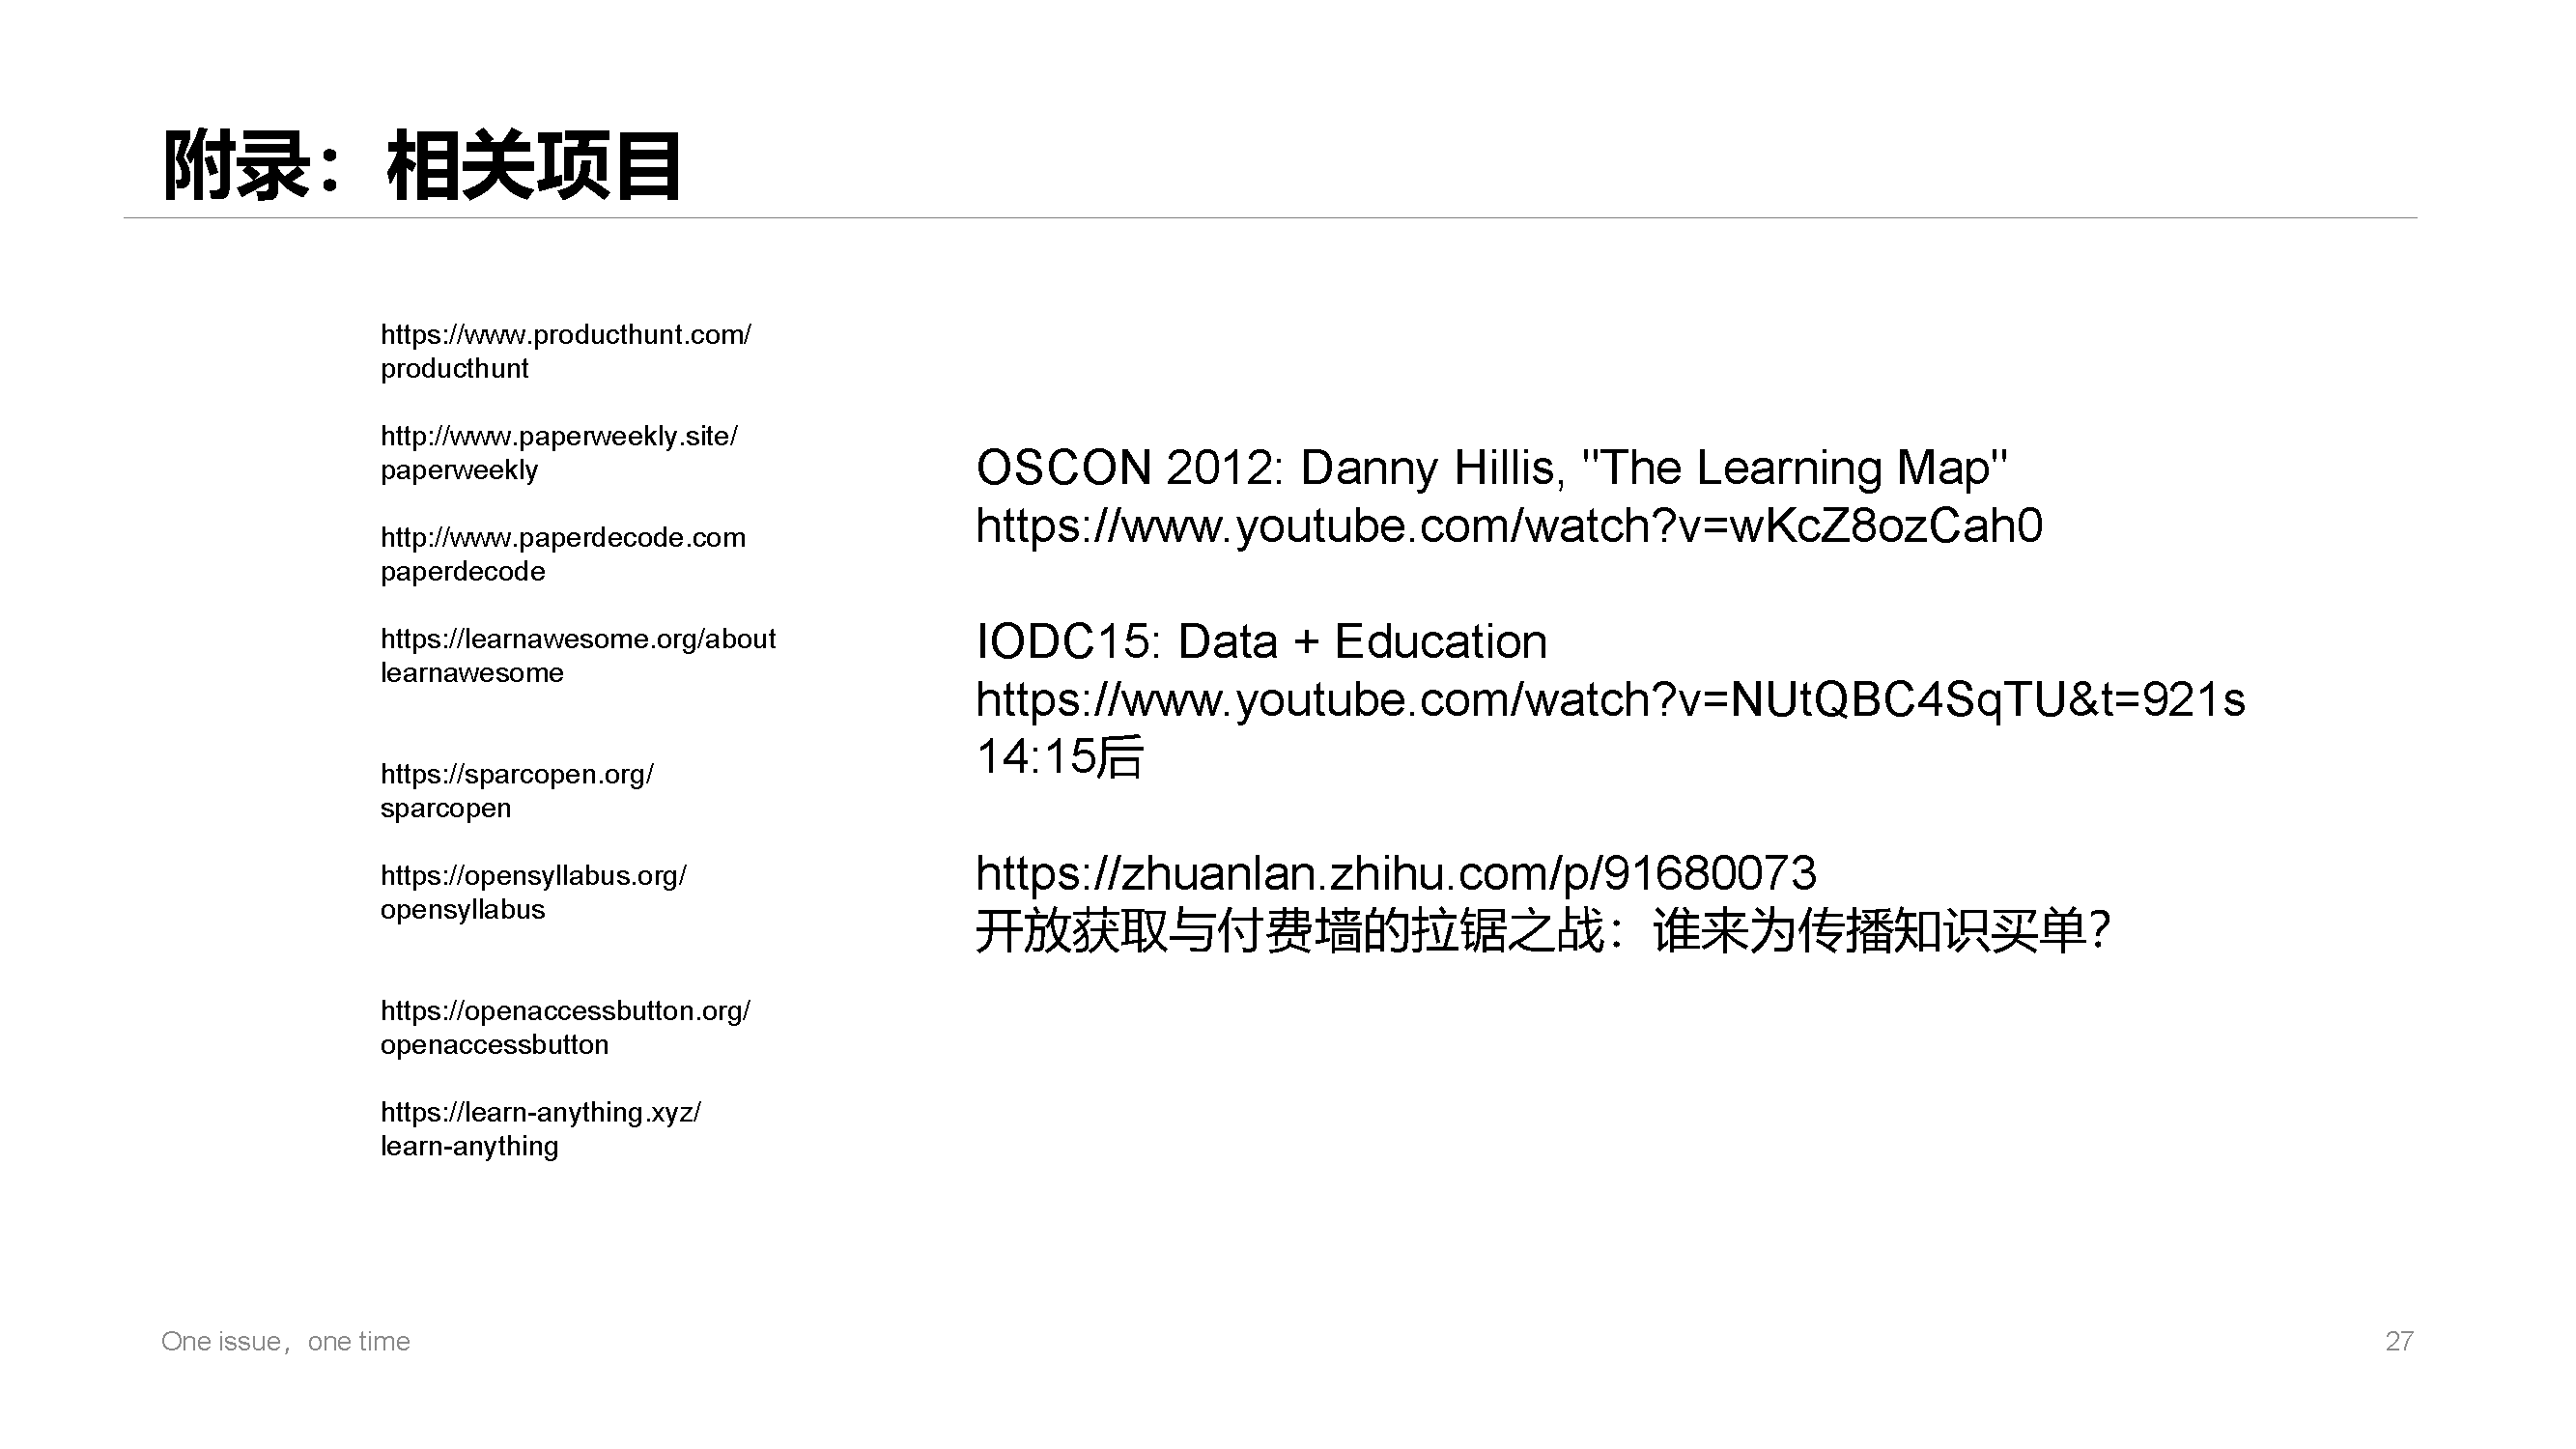 附录：相关项目
https://www.producthunt.com/
producthunt
http://www.paperweekly.site/
paperweekly
http://www.paperdecode.com
paperdecode
https://learnawesome.org/about
learnawesome
https://sparcopen.org/
sparcopen
https://opensyllabus.org/
opensyllabus
https://openaccessbutton.org/
openaccessbutton
https://learn-anything.xyz/
learn-anything
OSCON 2012: Danny Hillis, "The Learning Map"
https://www.youtube.com/watch?v=wKcZ8ozCah0
IODC15: Data + Education
https://www.youtube.com/watch?v=NUtQBC4SqTU&t=921s
14:15后
https://zhuanlan.zhihu.com/p/91680073
开放获取与付费墙的拉锯之战：谁来为传播知识买单？
One issue，one time
27